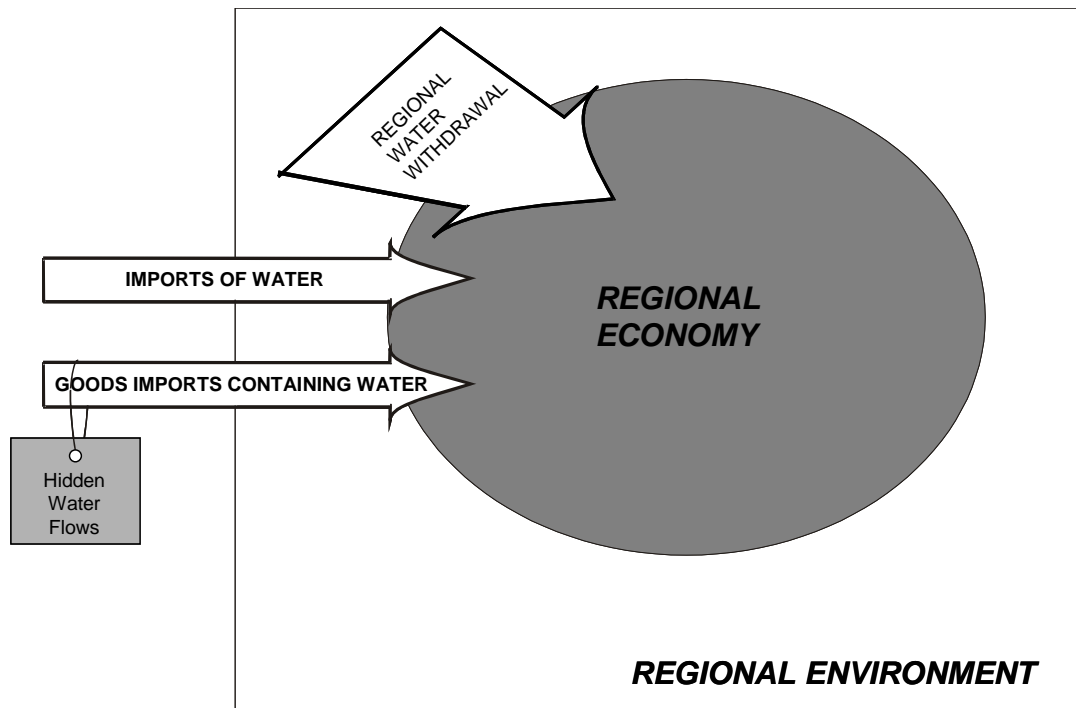 REGIONAL
WATER
WITHDRAWAL
IMPORTS OF WATER
REGIONAL
ECONOMY
GOODS IMPORTS CONTAINING WATER
Hidden
Water
Flows
REGIONAL ENVIRONMENT